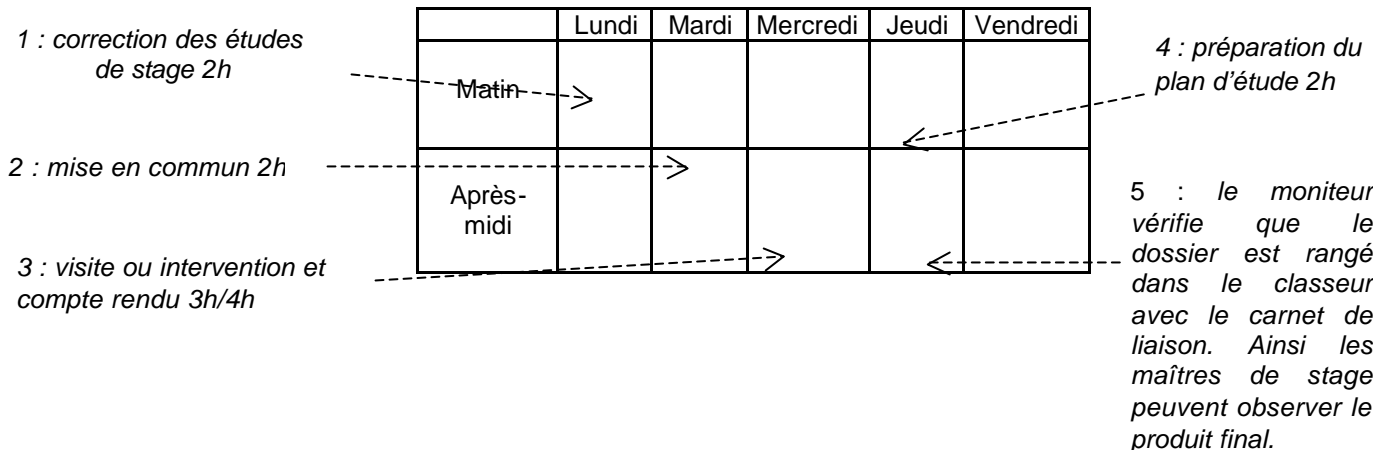 1 : correction des études
de stage 2h
2 : mise en commun 2h
3 : visite ou intervention et
compte rendu 3h/4h
Lundi Mardi Mercredi Jeudi Vendredi
Matin
Après-
midi
4 : préparation du
plan d’étude 2h
5 : le moniteur
vérifie que le
dossier est rangé
dans le classeur
avec le carnet de
liaison. Ainsi les
maîtres de stage
peuvent observer le
produit final.